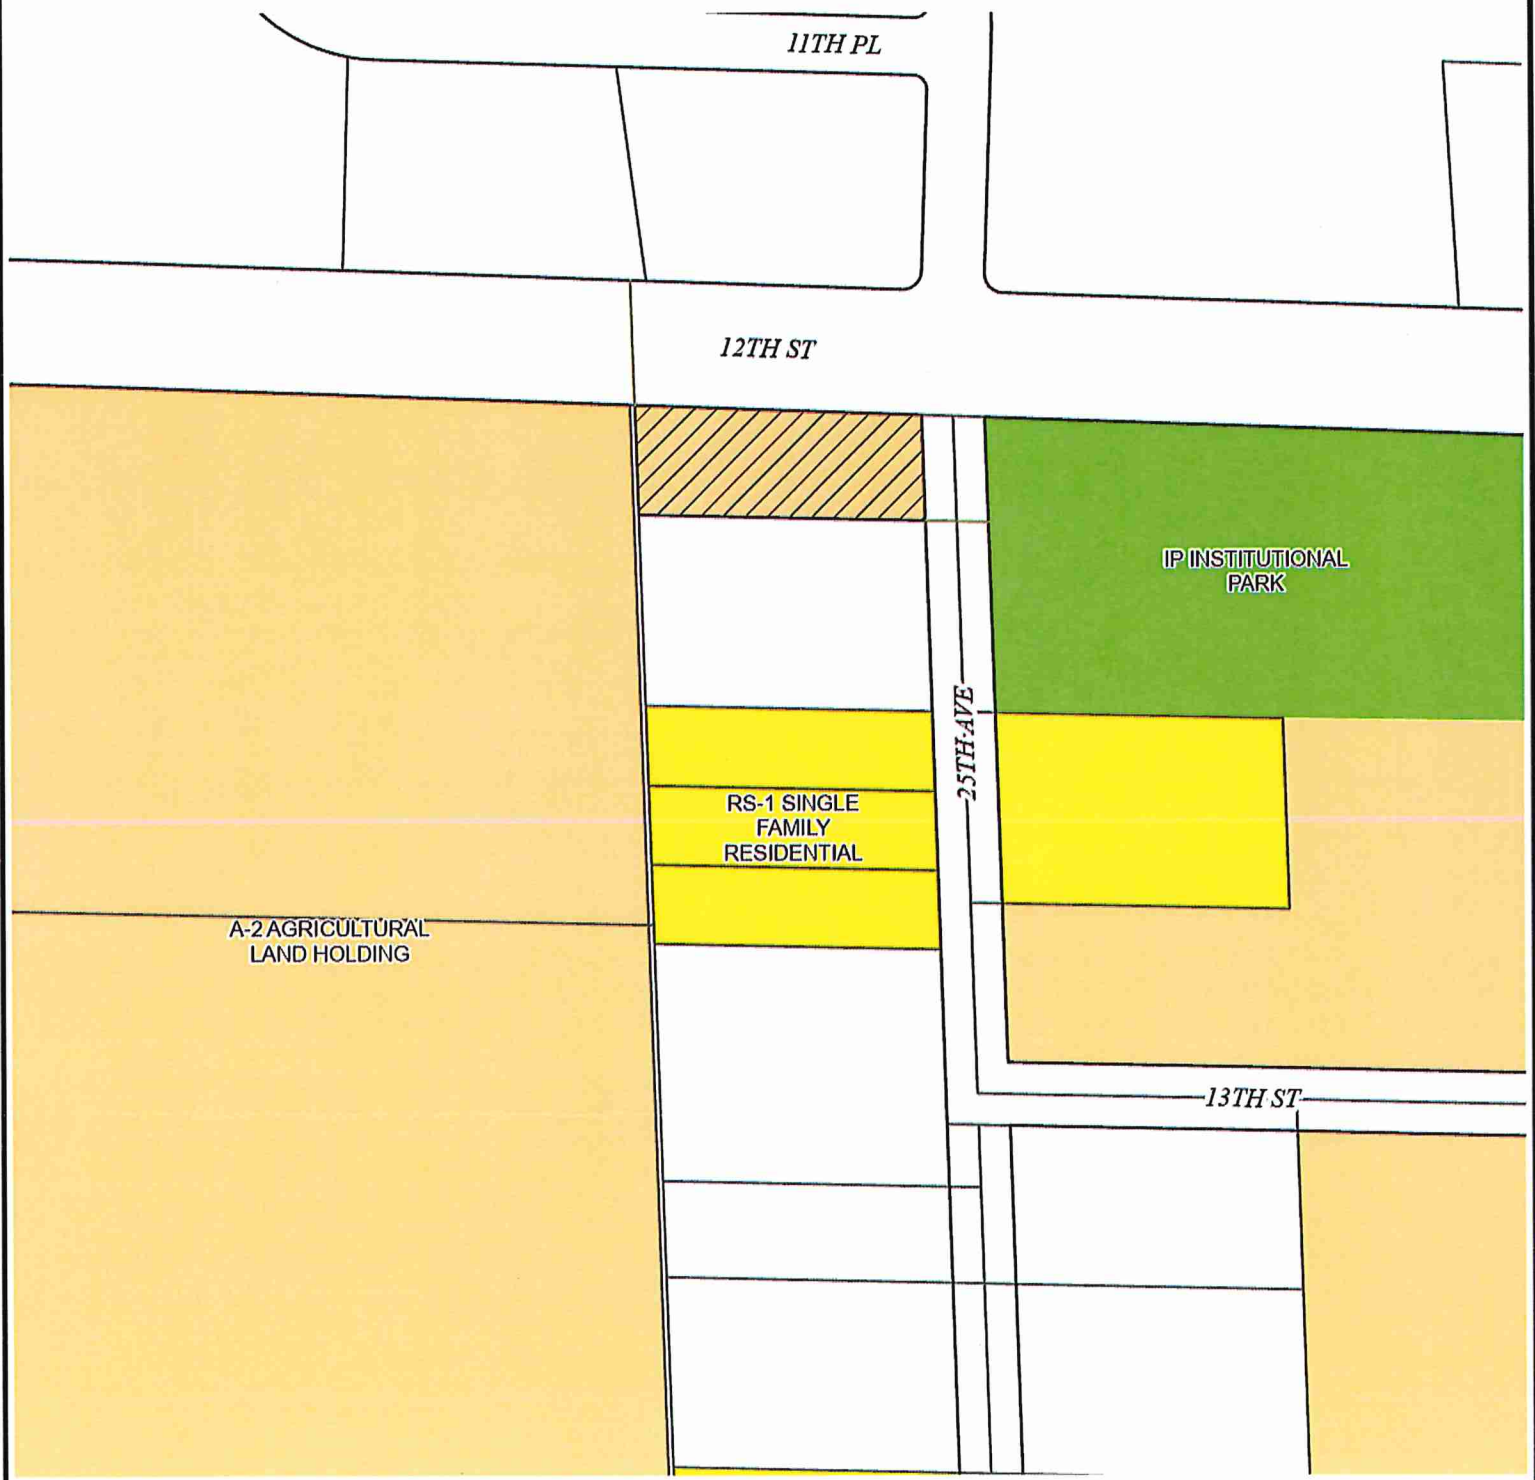 11TH PL
12TH ST
IP INSTITUTIONAL
PARK
25TH AVE
RS-1 SINGLE
FAMILY
RESIDENTIAL
A-2 AGRICULTURAL
LAND HOLDING
13TH ST